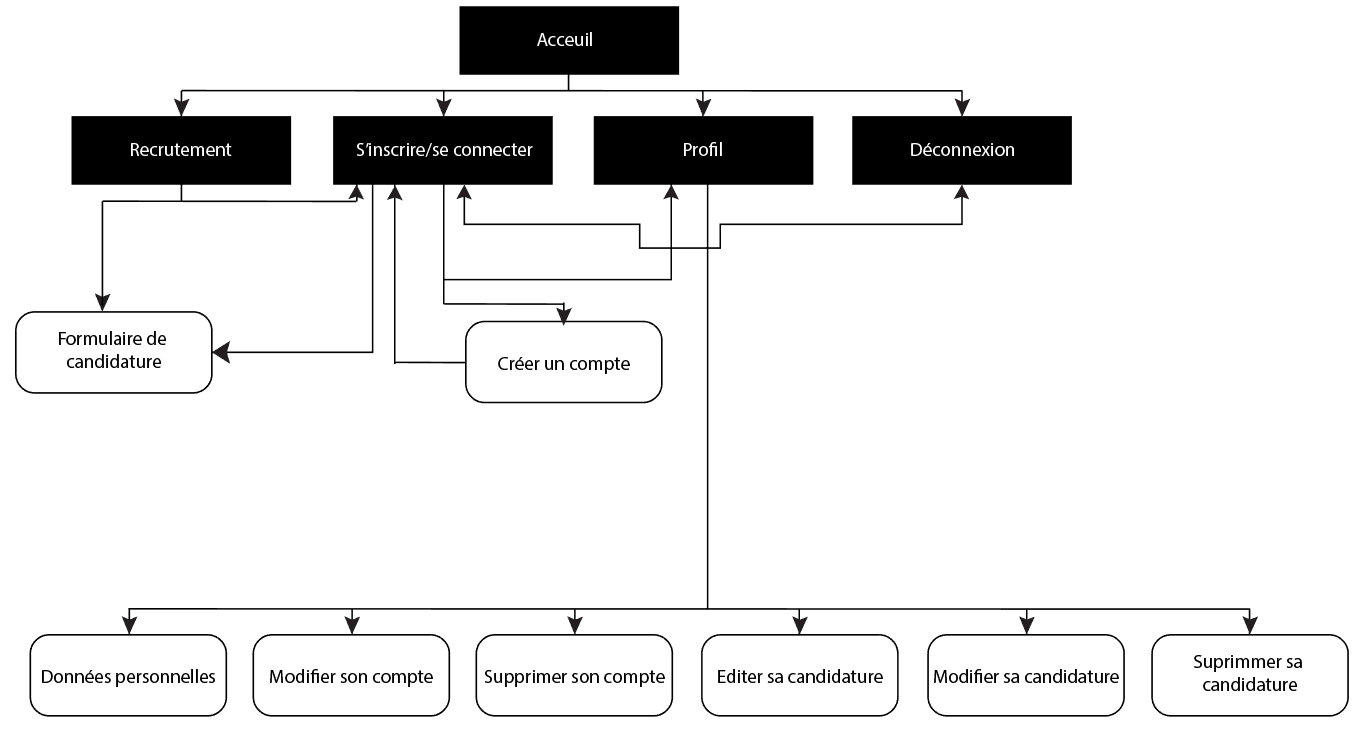 Acceuil
Recrutement
S'inscrire/se connecter
Profil
Déconnexion
Formulaire de
candidature
Créer un compte
Données personnelles
Modifier son compte
Supprimer son compte
Editer sa candidature
Modifier sa candidature
Suprimmer sa
candidature